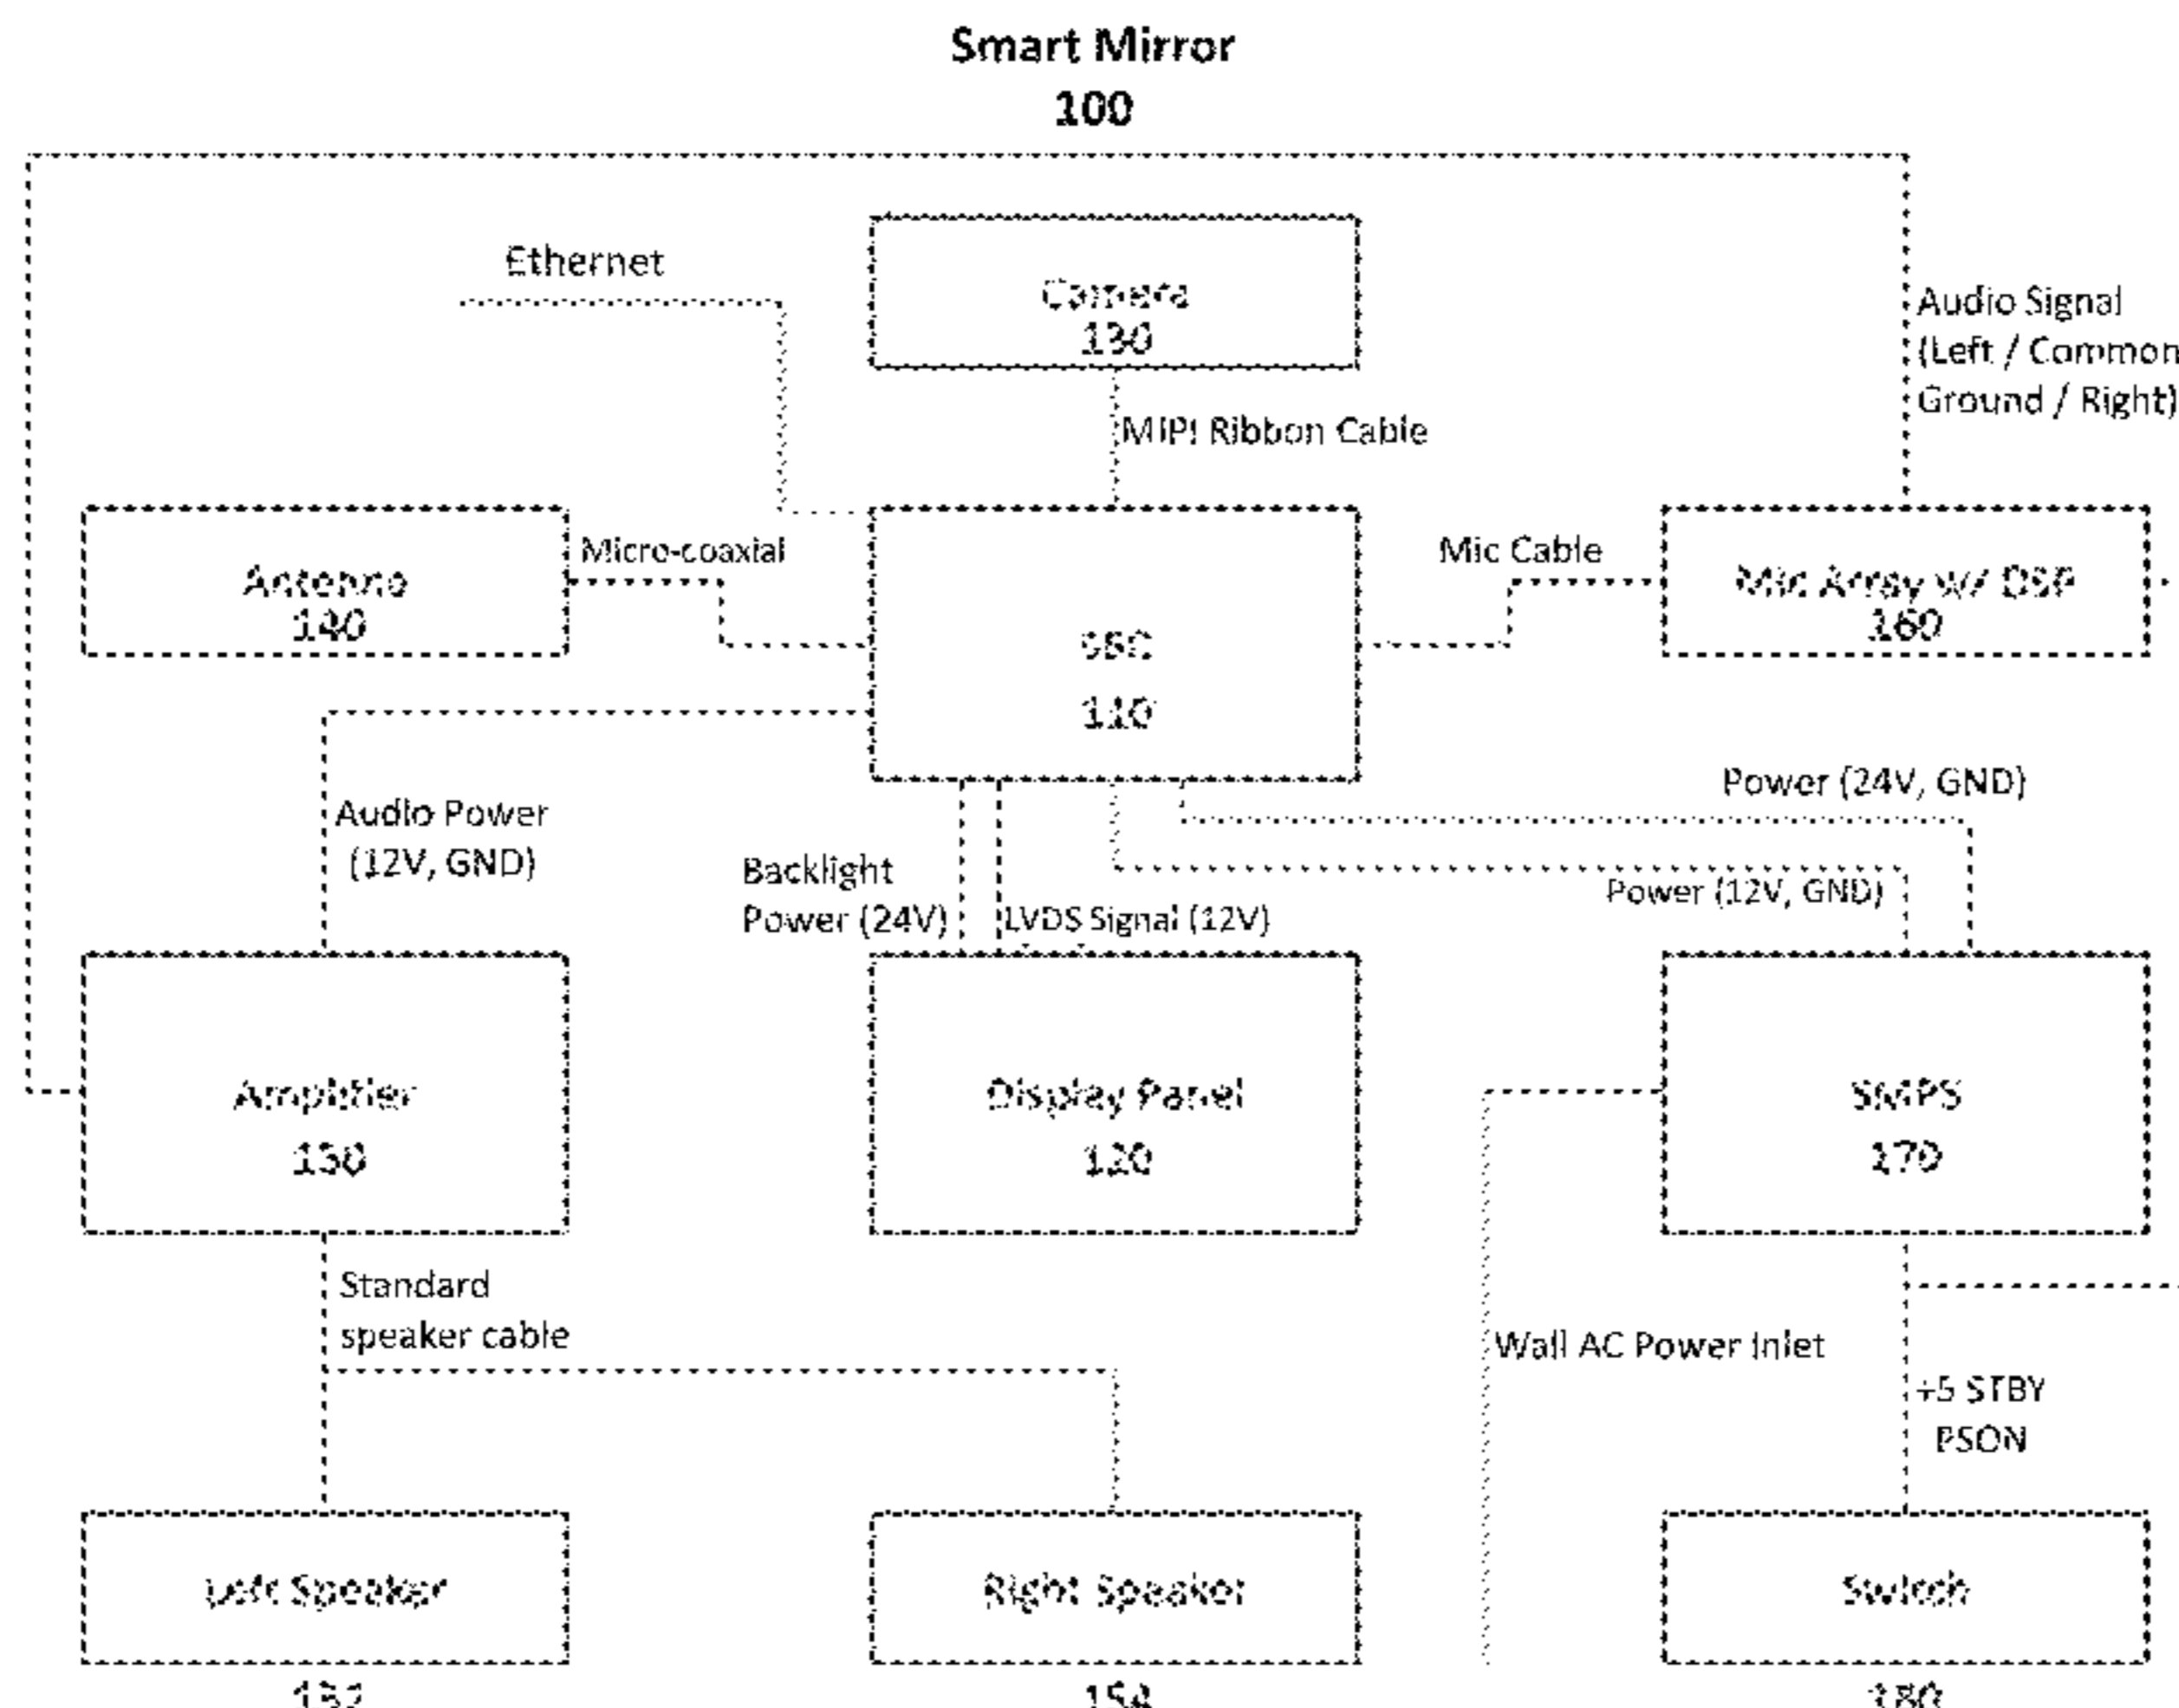 Smart Mirror
100
Ethernet
Camera
130
Audio Signal
(Left / Common
Ground / Right)
MIPI Ribbon Cable
Antenna
140
Micro-coaxial
SBC
110
Mic Cable
Mic Array w/ DSP
160
Audio Power
(12V, GND)
Power (24V, GND)
Backlight
Power (24V)
LVDS Signal (12V)
Power (12V, GND)
Amplifier
150
Display Panel
120
SMPS
170
Standard
speaker cable
Wall AC Power Inlet
+5 STBY
PSON
Left Speaker
152
Right Speaker
154
Switch
180